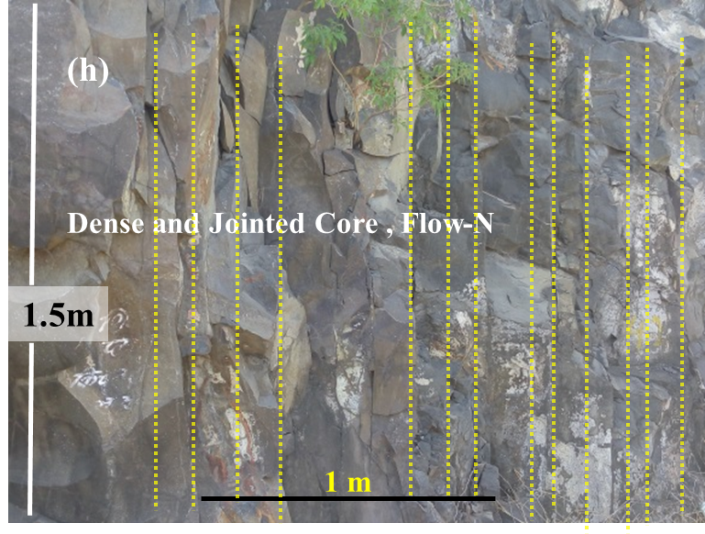 (h)
Dense and Jointed Core , Flow-N
1.5m
1 m